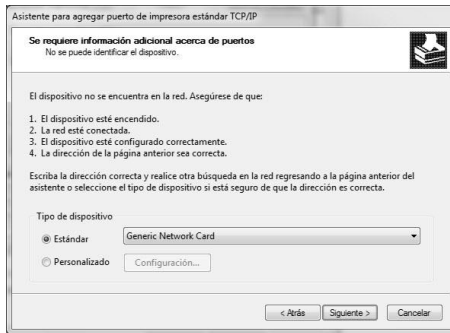 Asistente para agregar puerto de impresora estándar TCP/IP
Se requiere información adicional acerca de puertos
No se puede identificar el dispositivo.
El dispositivo no se encuentra en la red. Asegúrese de que:
1. El dispositivo esté encendido.
2. La red esté conectada.
3. El dispositivo esté configurado correctamente.
4. La dirección de la página anterior sea correcta.
Escriba la dirección correcta y realice otra búsqueda en la red regresando a la página anterior del
asistente o seleccione el tipo de dispositivo si está seguro de que la dirección es correcta.
Tipo de dispositivo
Estándar Generic Network Card
Personalizado Configuración...
< Atrás Siguiente > Cancelar